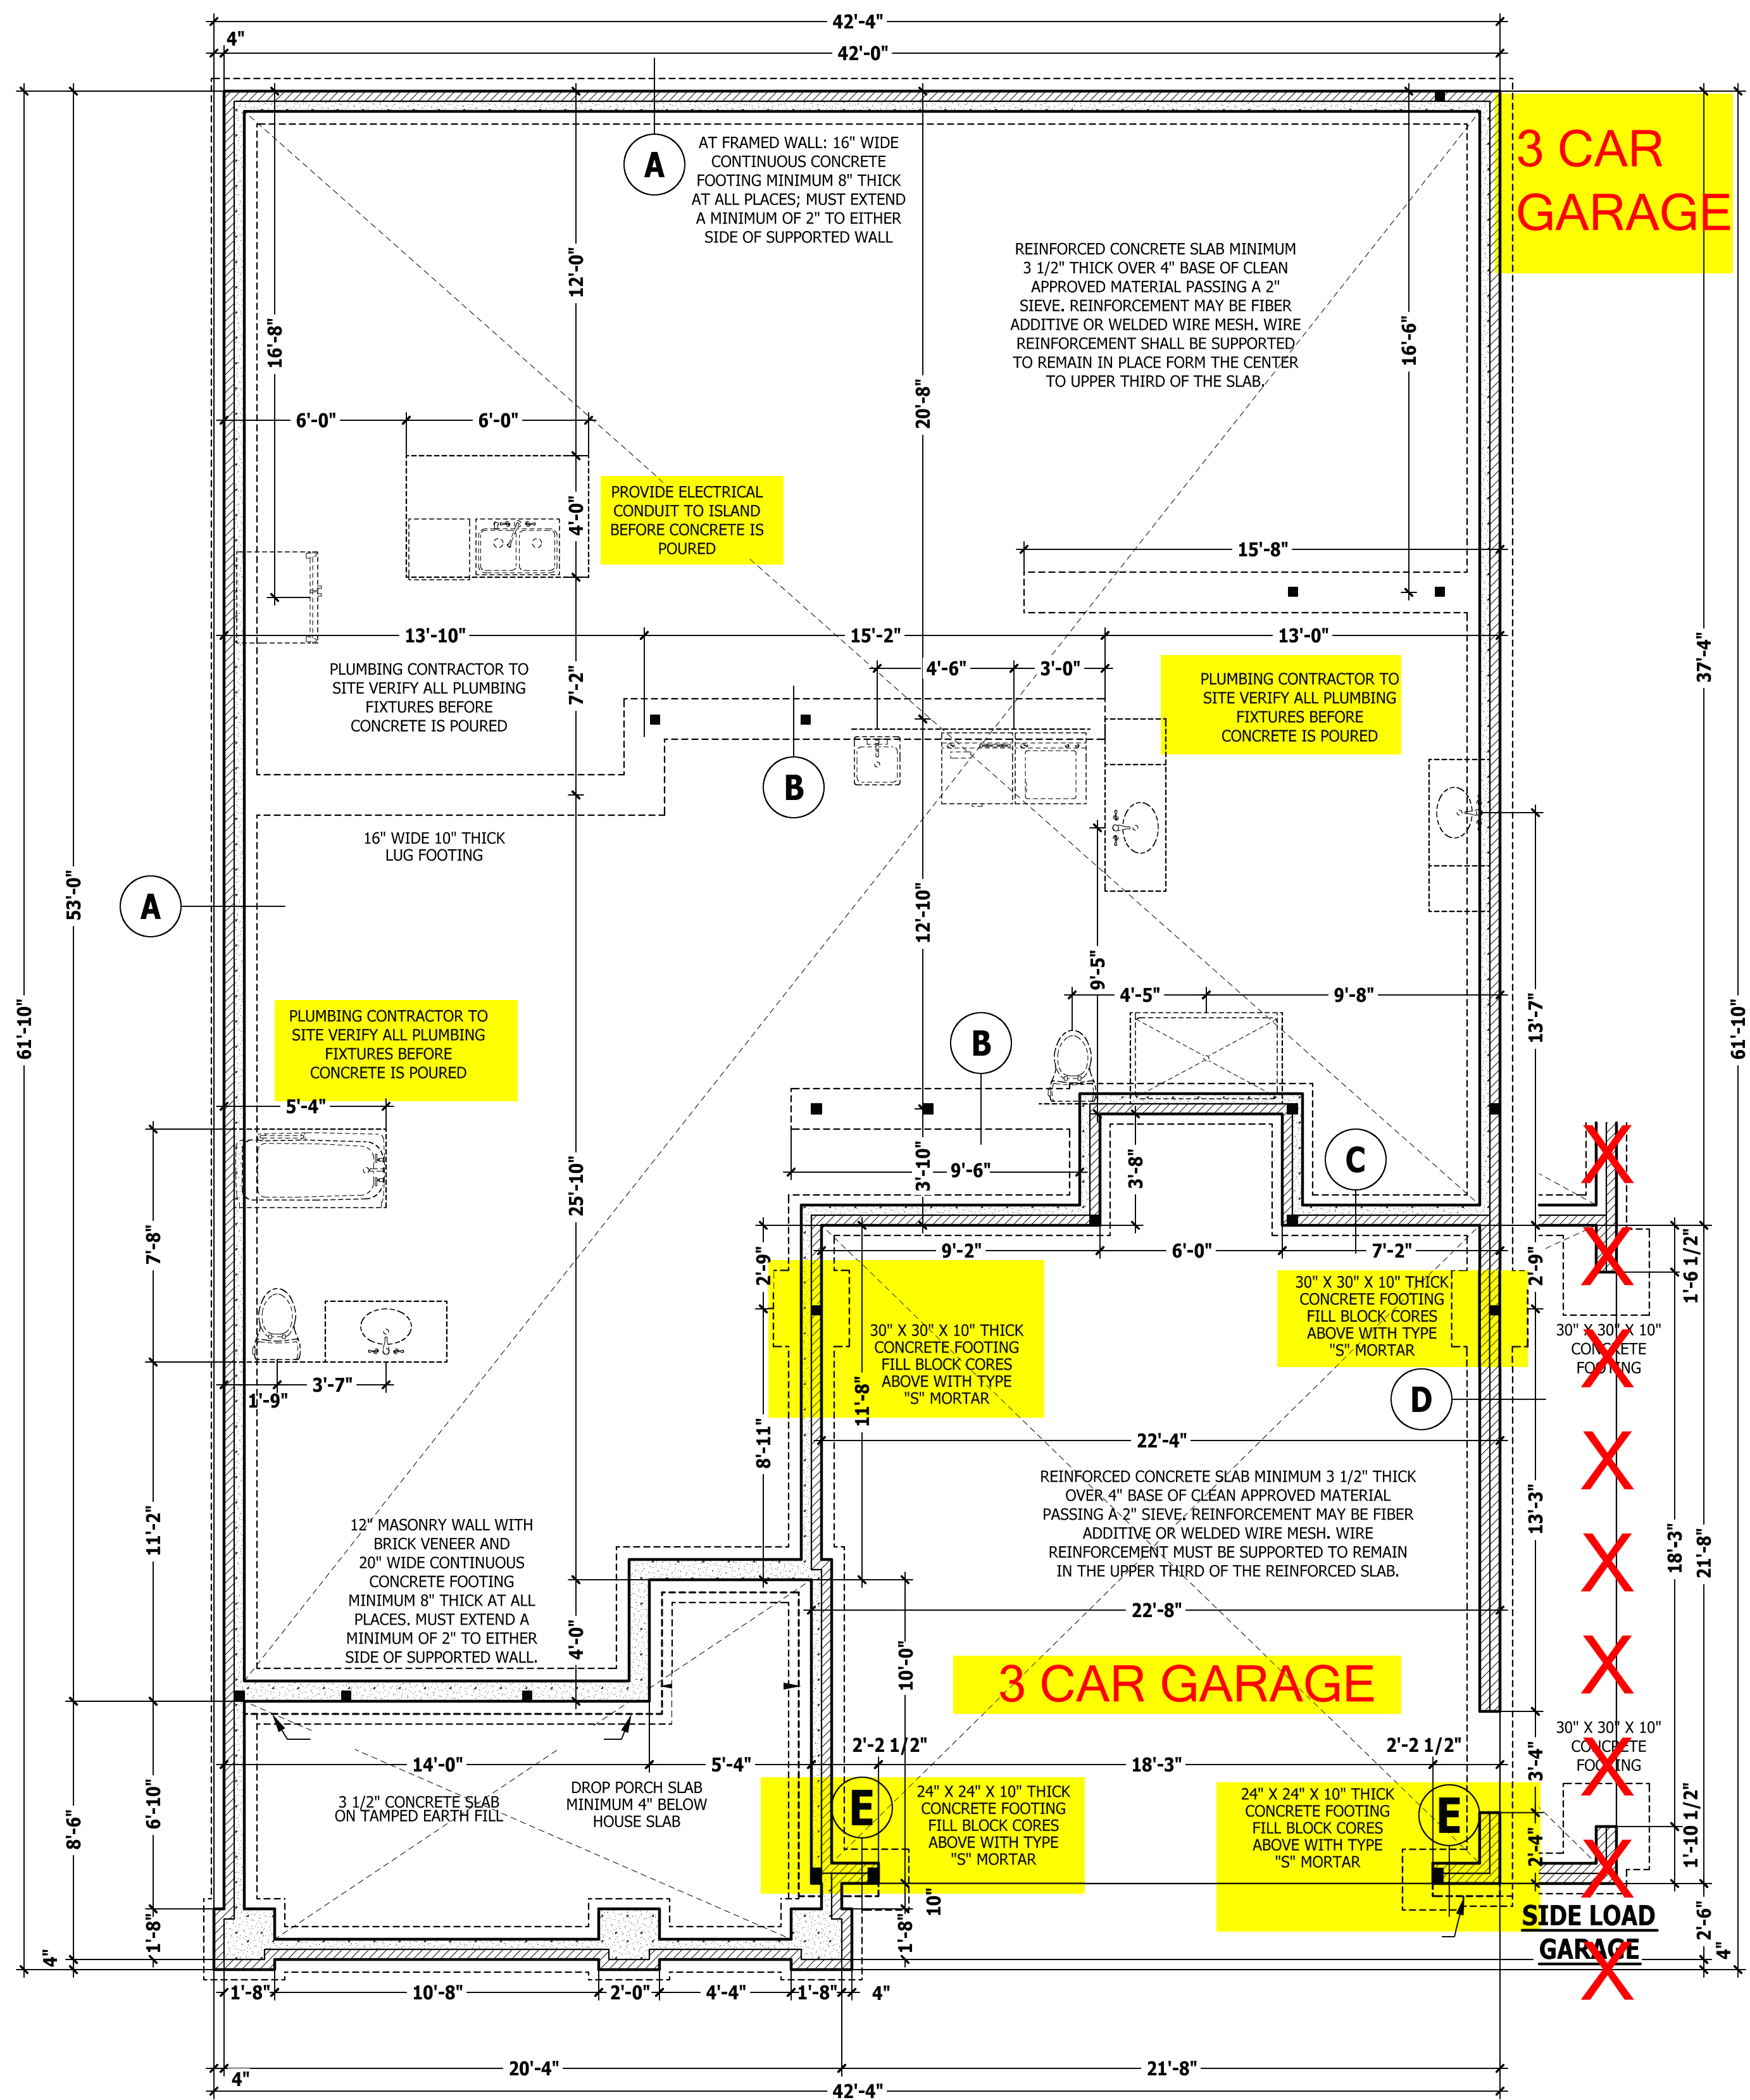 42'-4"
4"
42'-0"
A
AT FRAMED WALL: 16" WIDE
CONTINUOUS CONCRETE
FOOTING MINIMUM 8" THICK
AT ALL PLACES; MUST EXTEND
A MINIMUM OF 2" TO EITHER
SIDE OF SUPPORTED WALL
3 CAR
GARAGE
REINFORCED CONCRETE SLAB MINIMUM
3 1/2" THICK OVER 4" BASE OF CLEAN
APPROVED MATERIAL PASSING A 2"
SIEVE. REINFORCEMENT MAY BE FIBER
ADDITIVE OR WELDED WIRE MESH. WIRE
REINFORCEMENT SHALL BE SUPPORTED
TO REMAIN IN PLACE FORM THE CENTER
TO UPPER THIRD OF THE SLAB.
12'-0"
16'-8"
20'-8"
16'-6"
6'-0"
6'-0"
4'-0"
PROVIDE ELECTRICAL
CONDUIT TO ISLAND
BEFORE CONCRETE IS
POURED
15'-8"
13'-10"
15'-2"
13'-0"
37'-4"
PLUMBING CONTRACTOR TO
SITE VERIFY ALL PLUMBING
FIXTURES BEFORE
CONCRETE IS POURED
7'-2"
4'-6"
3'-0"
PLUMBING CONTRACTOR TO
SITE VERIFY ALL PLUMBING
FIXTURES BEFORE
CONCRETE IS POURED
B
16" WIDE 10" THICK
LUG FOOTING
53'-0"
A
12'-10"
9'-5"
4'-5"
9'-8"
13'-7"
61'-10"
61'-10"
PLUMBING CONTRACTOR TO
SITE VERIFY ALL PLUMBING
FIXTURES BEFORE
CONCRETE IS POURED
B
5'-4"
25'-10"
9'-6"
3'-10"
3'-8"
C
X
7'-8"
2'-9"
9'-2"
6'-0"
7'-2"
2'-9"
X
1'-6 1/2"
30" X 30" X 10" THICK
CONCRETE FOOTING
FILL BLOCK CORES
ABOVE WITH TYPE
"S" MORTAR
30" X 30" X 10" THICK
CONCRETE FOOTING
FILL BLOCK CORES
ABOVE WITH TYPE
"S" MORTAR
30" X 30" X 10"
CONCRETE
FOOTING
X
1'-9"
3'-7"
8'-11"
11'-8"
D
22'-4"
X
REINFORCED CONCRETE SLAB MINIMUM 3 1/2" THICK
OVER 4" BASE OF CLEAN APPROVED MATERIAL
PASSING A 2" SIEVE. REINFORCEMENT MAY BE FIBER
ADDITIVE OR WELDED WIRE MESH. WIRE
REINFORCEMENT MUST BE SUPPORTED TO REMAIN
IN THE UPPER THIRD OF THE REINFORCED SLAB.
13'-3"
X
18'-3"
21'-8"
11'-2"
12" MASONRY WALL WITH
BRICK VENEER AND
20" WIDE CONTINUOUS
CONCRETE FOOTING
MINIMUM 8" THICK AT ALL
PLACES. MUST EXTEND A
MINIMUM OF 2" TO EITHER
SIDE OF SUPPORTED WALL.
4'-0"
22'-8"
10'-0"
X
3 CAR GARAGE
14'-0"
5'-4"
2'-2 1/2"
18'-3"
2'-2 1/2"
3'-4"
30" X 30" X 10"
CONCRETE
FOOTING
X
8'-6"
6'-10"
3 1/2" CONCRETE SLAB
ON TAMPED EARTH FILL
DROP PORCH SLAB
MINIMUM 4" BELOW
HOUSE SLAB
E
24" X 24" X 10" THICK
CONCRETE FOOTING
FILL BLOCK CORES
ABOVE WITH TYPE
"S" MORTAR
24" X 24" X 10" THICK
CONCRETE FOOTING
FILL BLOCK CORES
ABOVE WITH TYPE
"S" MORTAR
E
2'-4"
1'-10 1/2"
X
10"
SIDE LOAD
GARAGE
X
2'-6"
4"
4"
1'-8"
1'-8"
1'-8"
10'-8"
2'-0"
4'-4"
1'-8"
4"
20'-4"
21'-8"
4"
42'-4"